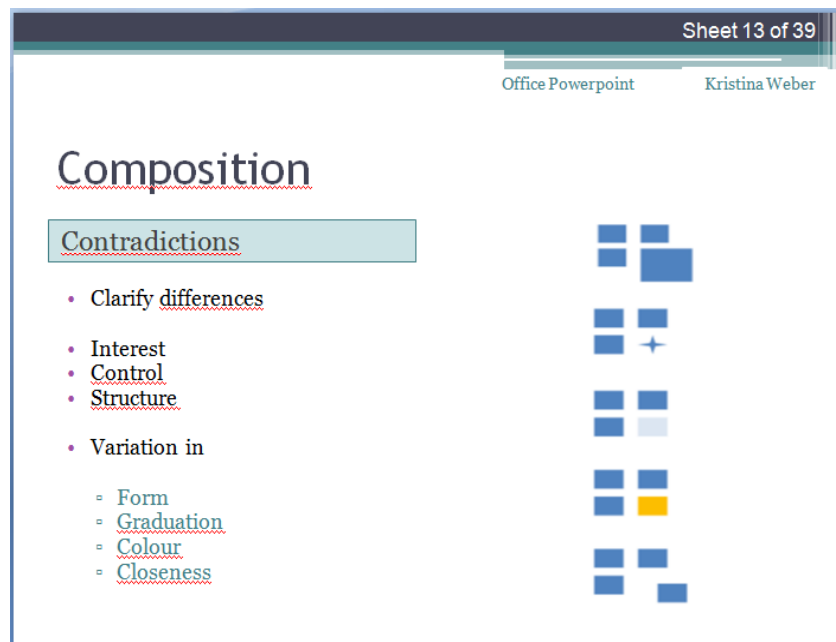 Sheet 13 of 39
Office Powerpoint Kristina Weber
Composition
Contradictions
• Clarify differences
• Interest
• Control
• Structure
• Variation in
▫ Form
▫ Graduation
▫ Colour
▫ Closeness